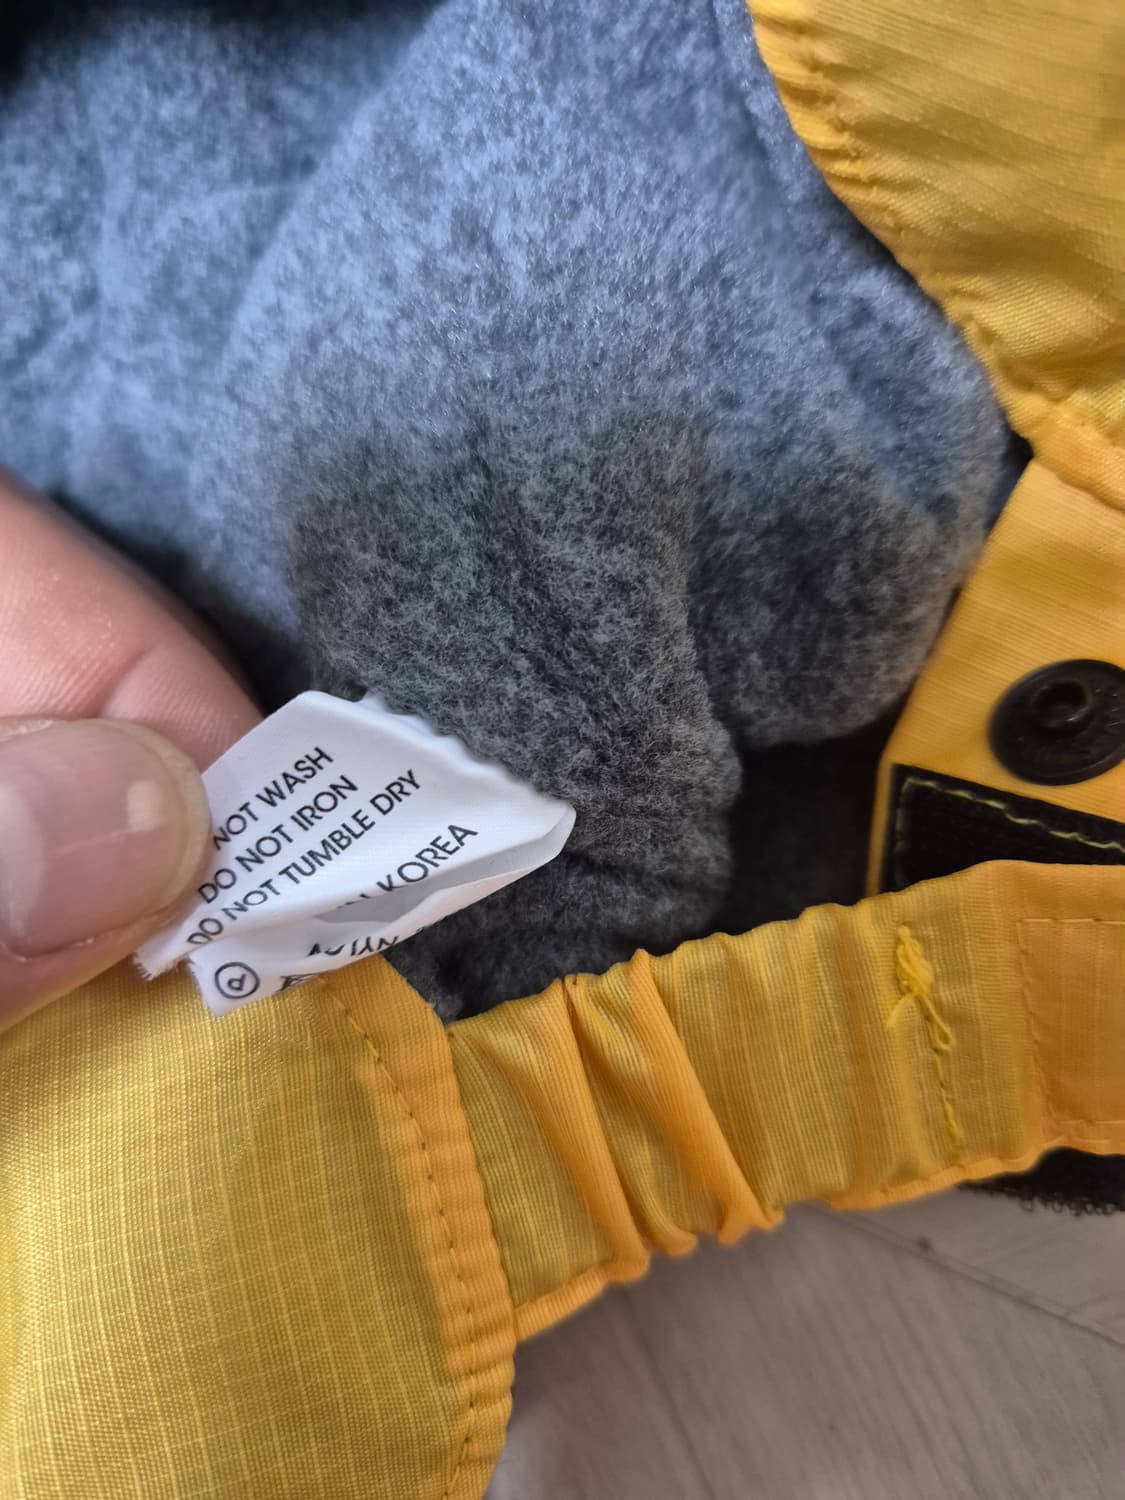 NOT WASH
DO NOT IRON
DO NOT TUMBLE DRY
KOREA
P